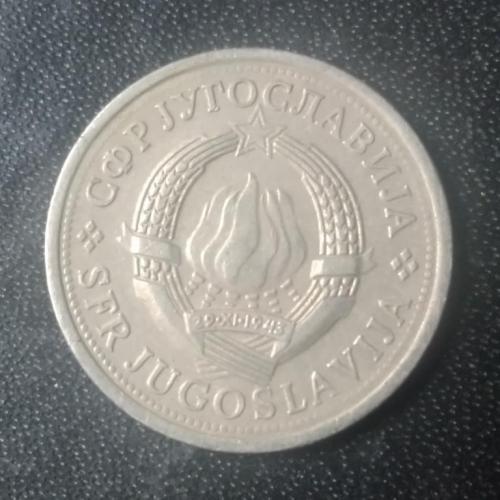 СФР ЈУГОСЛАВИЈА
29·XI·1943
SFR JUGOSLAVIJA